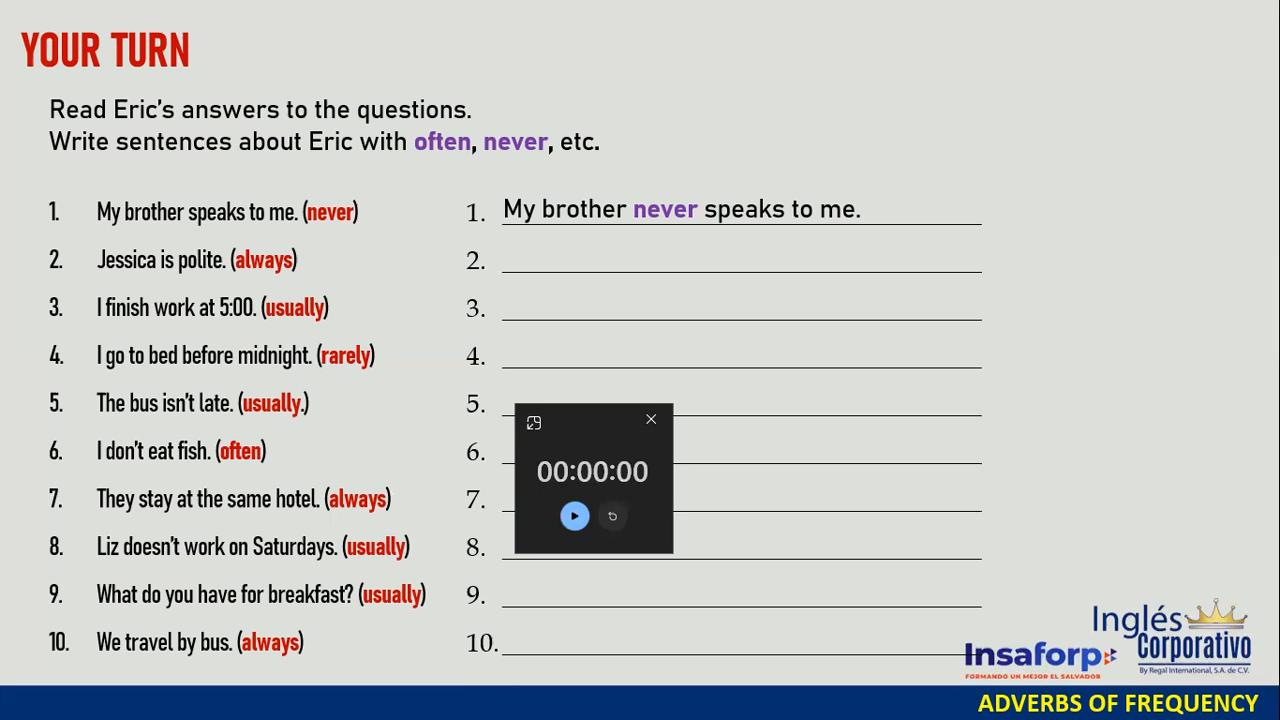 YOUR TURN
Read Eric's answers to the questions.
Write sentences about Eric with often, never, etc.
1. My brother speaks to me. (never)
2. Jessica is polite. (always)
3. I finish work at 5:00. (usually)
4. I go to bed before midnight. (rarely)
5. The bus isn't late. (usually.)
6. I don't eat fish. (often)
7. They stay at the same hotel. (always)
8. Liz doesn't work on Saturdays. (usually)
9. What do you have for breakfast? (usually)
10. We travel by bus. (always)
1. My brother never speaks to me.
2.
3.
4.
5.
6.
7.
8.
9.
10.
00:00:00
Inglés
Corporativo
By Regal International, S.A. de C.V.
Insaforp
FORMANDO UN MEJOR EL SALVADOR
ADVERBS OF FREQUENCY